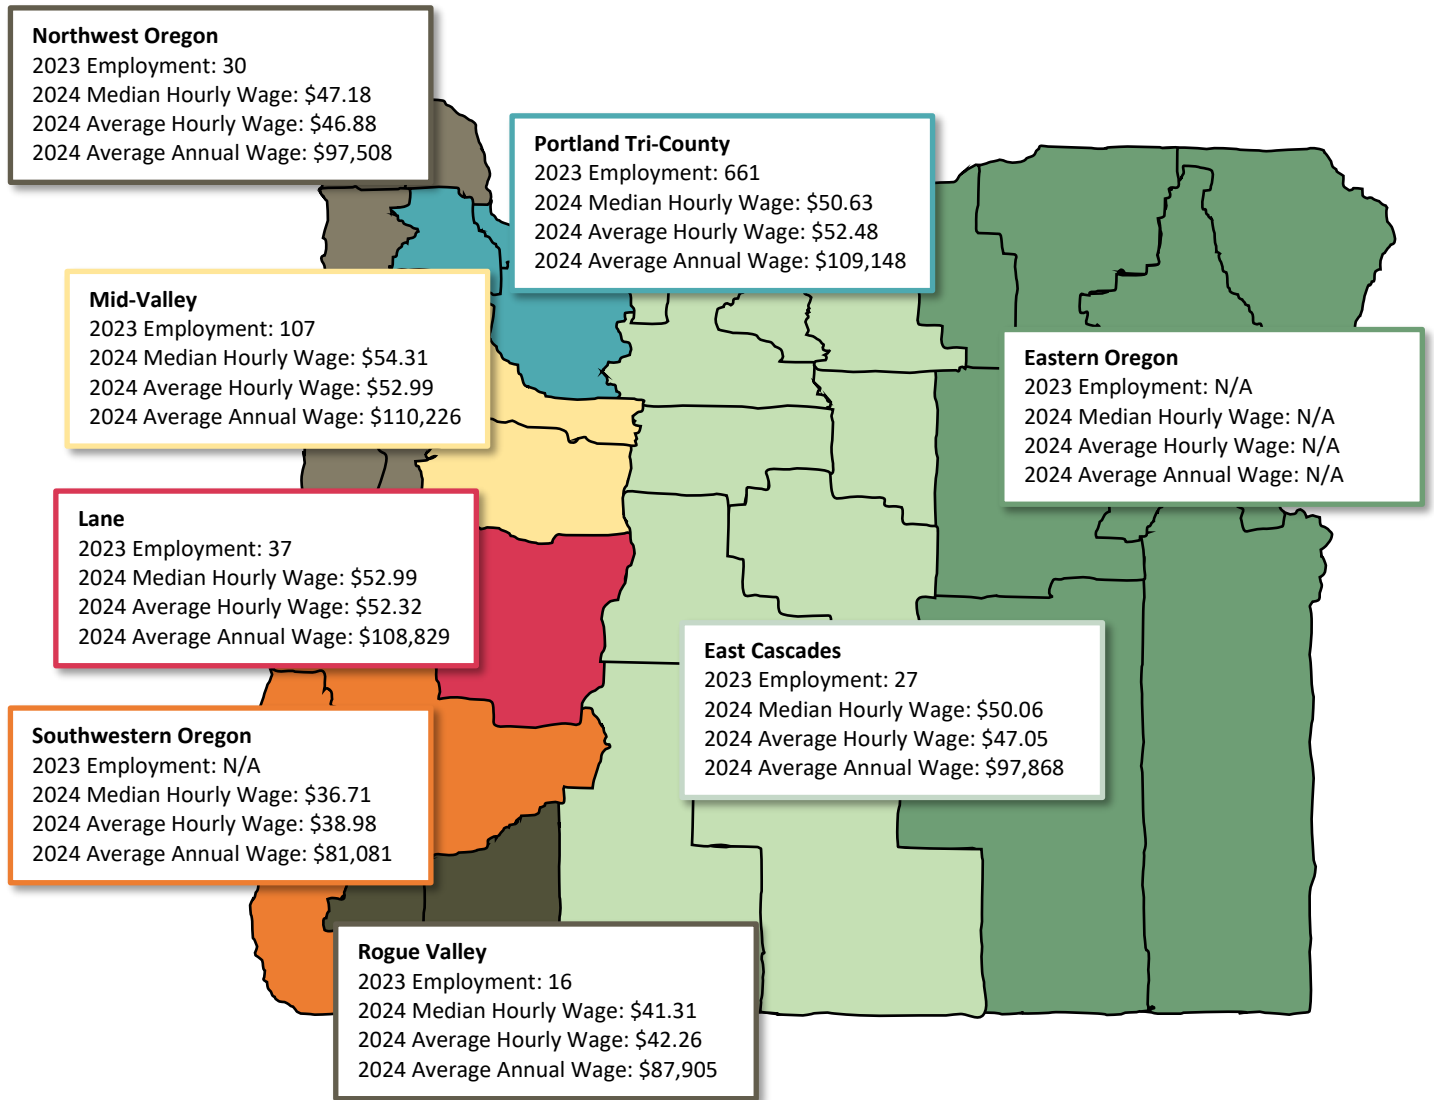 Northwest Oregon
2023 Employment: 30
2024 Median Hourly Wage: $47.18
2024 Average Hourly Wage: $46.88
2024 Average Annual Wage: $97,508
Portland Tri-County
2023 Employment: 661
2024 Median Hourly Wage: $50.63
2024 Average Hourly Wage: $52.48
2024 Average Annual Wage: $109,148
Mid-Valley
2023 Employment: 107
2024 Median Hourly Wage: $54.31
2024 Average Hourly Wage: $52.99
2024 Average Annual Wage: $110,226
Eastern Oregon
2023 Employment: N/A
2024 Median Hourly Wage: N/A
2024 Average Hourly Wage: N/A
2024 Average Annual Wage: N/A
Lane
2023 Employment: 37
2024 Median Hourly Wage: $52.99
2024 Average Hourly Wage: $52.32
2024 Average Annual Wage: $108,829
East Cascades
2023 Employment: 27
2024 Median Hourly Wage: $50.06
2024 Average Hourly Wage: $47.05
2024 Average Annual Wage: $97,868
Southwestern Oregon
2023 Employment: N/A
2024 Median Hourly Wage: $36.71
2024 Average Hourly Wage: $38.98
2024 Average Annual Wage: $81,081
Rogue Valley
2023 Employment: 16
2024 Median Hourly Wage: $41.31
2024 Average Hourly Wage: $42.26
2024 Average Annual Wage: $87,905